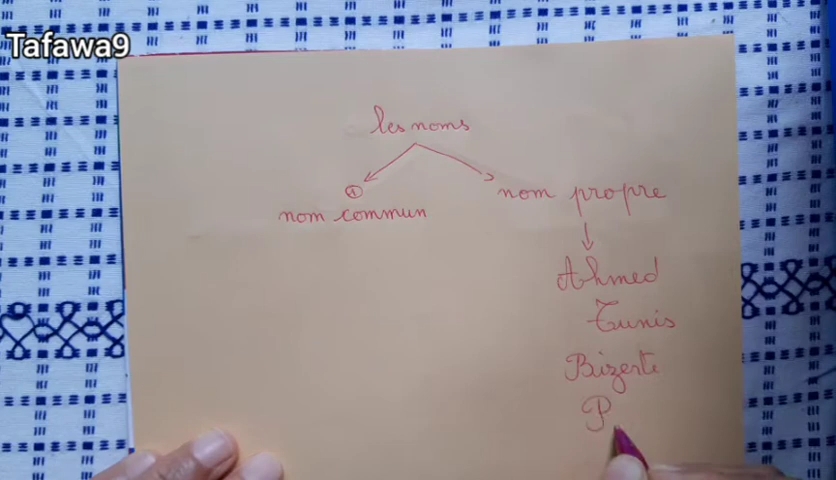 Tafawa9
les noms
① nom propre
nom commun
Ahmed
Tunis
Bizerte
P